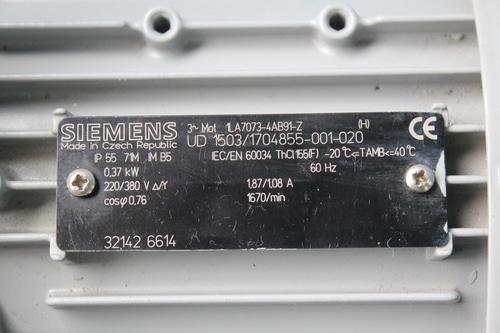 SIEMENS 3~ Mot. 1LA7073-4AB91-Z (H) CE
Made in Czech Republic UD 1503/1704855-001-020
IP 55 71M IM B5 IEC/EN 60034 Th.Cl.155(F) -20°C<=TAMB<=40°C
0,37 kW 60 Hz
220/380 V Δ/Y 1.87/1.08 A
cosφ 0,76 1670/min
32142 6614